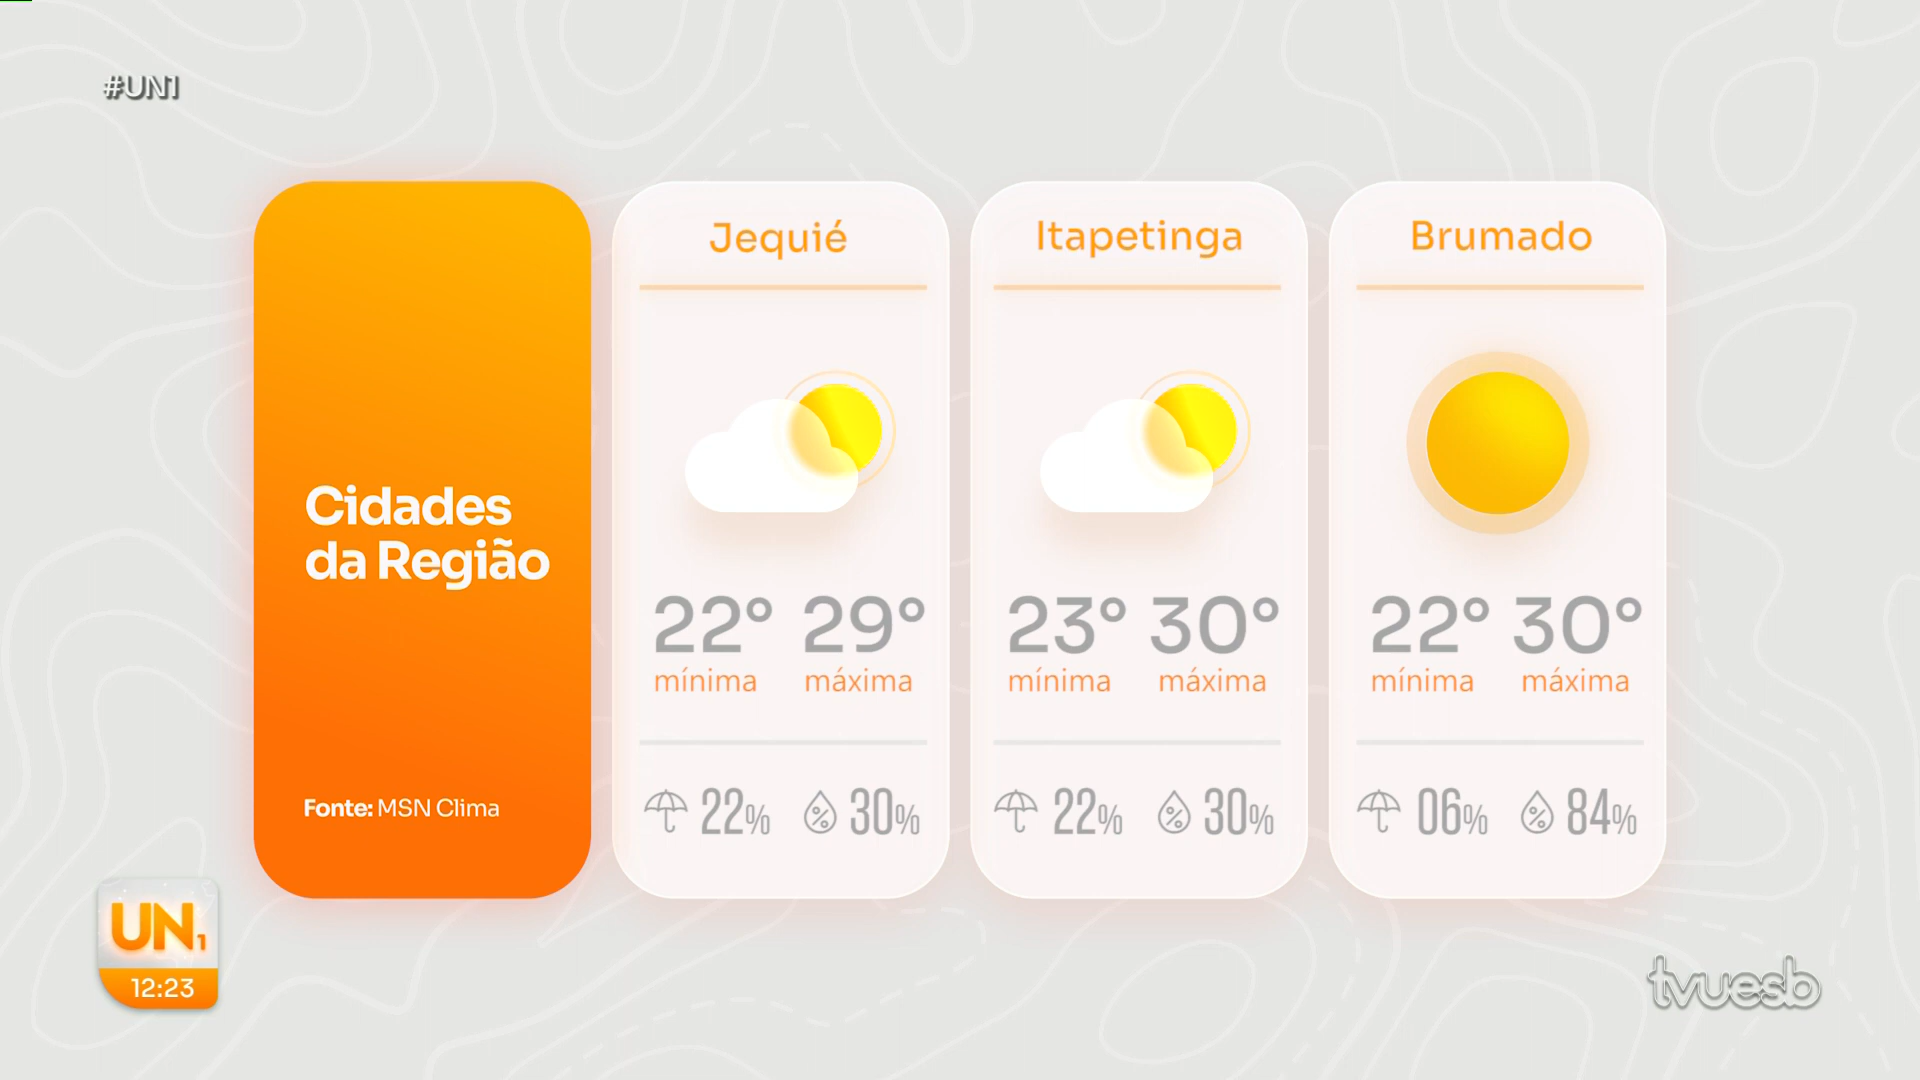 #UN1
Cidades
da Região
Fonte: MSN Clima
Jequié
22° 29°
mínima máxima
22% 30%
Itapetinga
23° 30°
mínima máxima
22% 30%
Brumado
22° 30°
mínima máxima
06% 84%
UN1
12:23
tvuesb